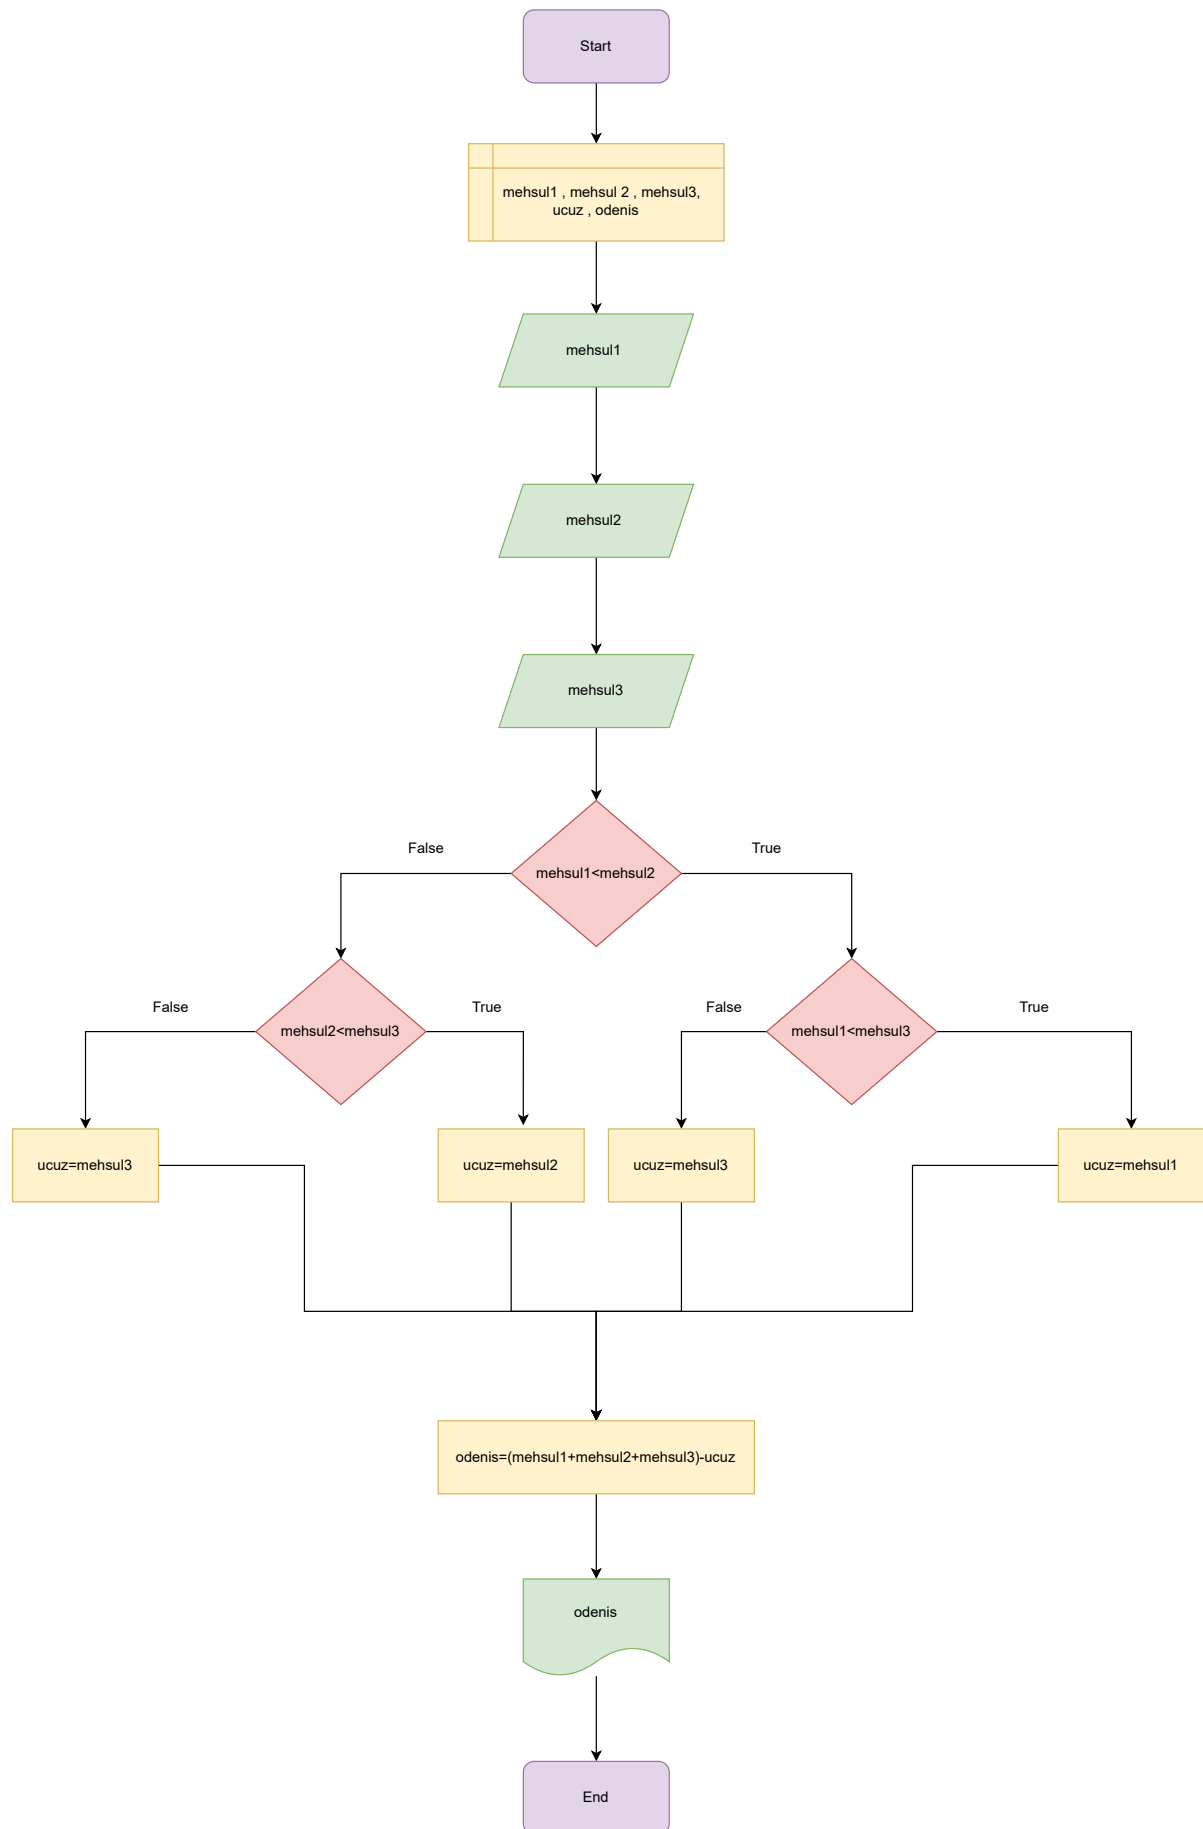 Start
mehsul1 , mehsul 2 , mehsul3,
ucuz , odenis
mehsul1
mehsul2
mehsul3
mehsul1<mehsul2
False
True
mehsul2<mehsul3
False
True
mehsul1<mehsul3
False
True
ucuz=mehsul3
ucuz=mehsul2
ucuz=mehsul3
ucuz=mehsul1
odenis=(mehsul1+mehsul2+mehsul3)-ucuz
odenis
End